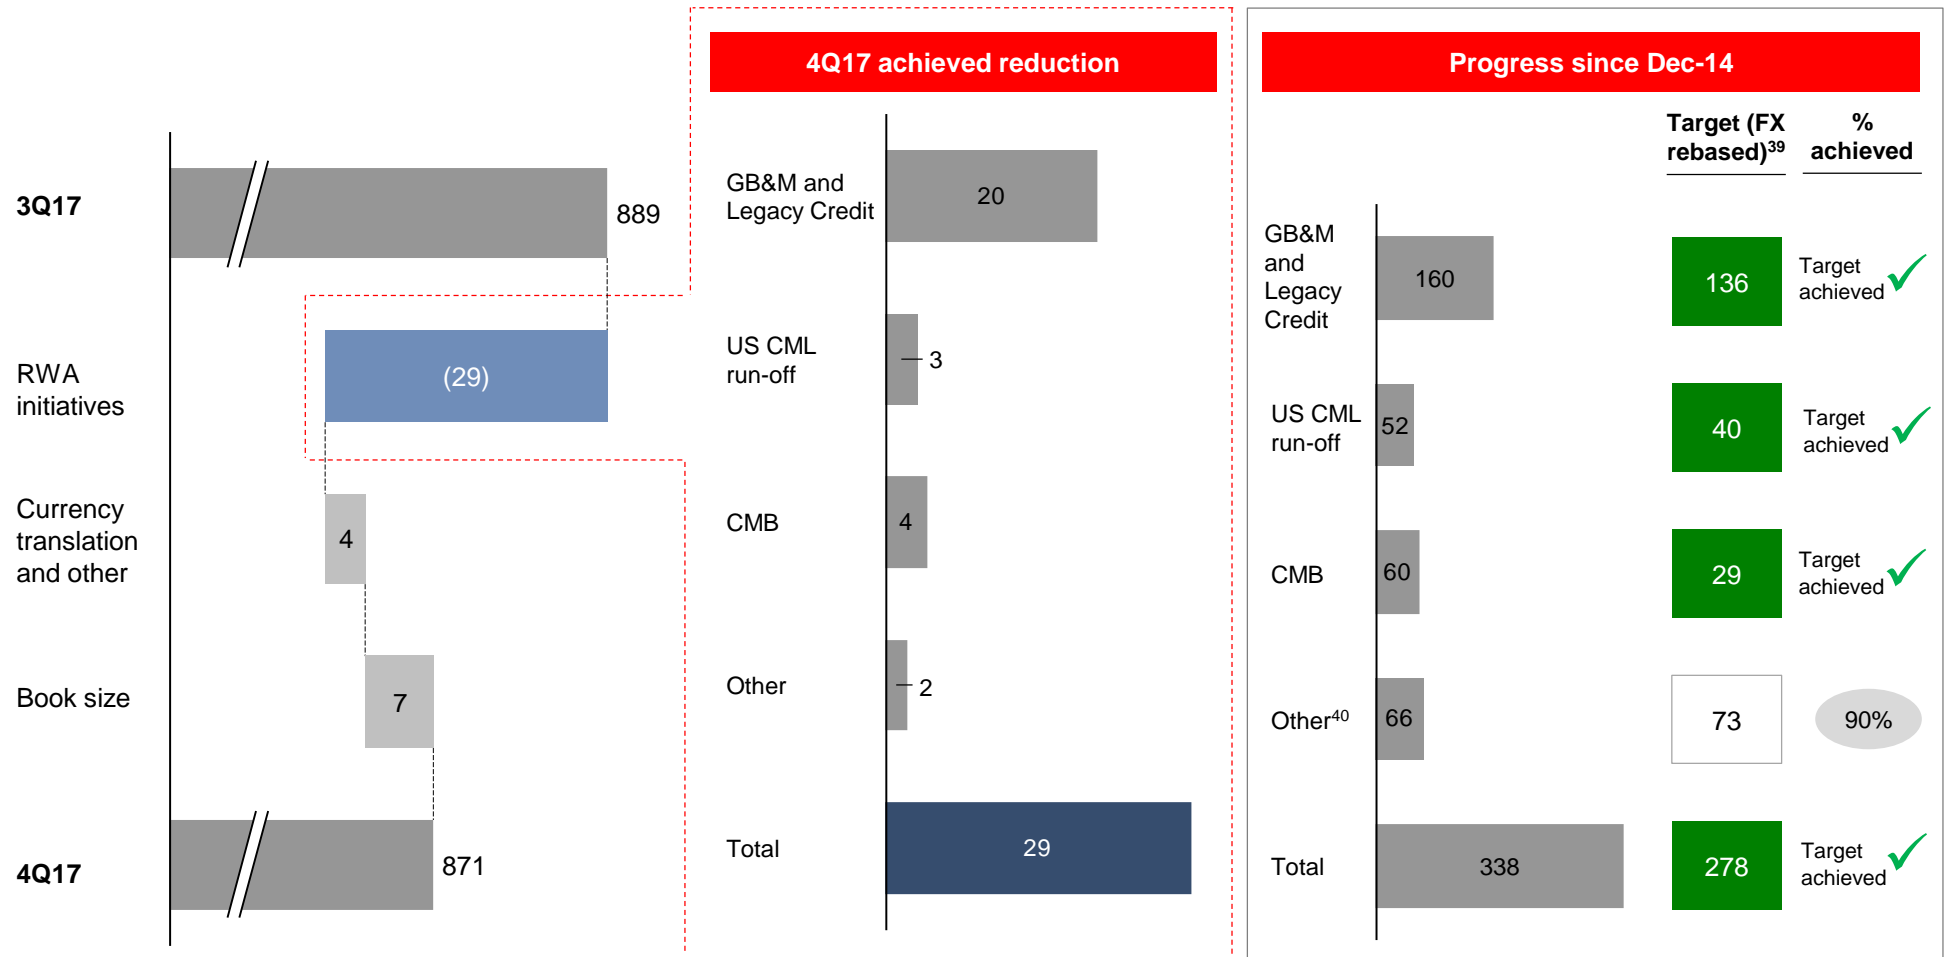 3Q17
889
RWA
initiatives
(29)
Currency
translation
and other
4
Book size
7
4Q17
871
4Q17 achieved reduction
GB&M and
Legacy Credit
20
US CML
run-off
3
CMB
4
Other
2
Total
29
Progress since Dec-14
Target (FX
rebased)39
%
achieved
GB&M
and
Legacy
Credit
160
136
Target
achieved
US CML
run-off
52
40
Target
achieved
CMB
60
29
Target
achieved
Other40
66
73
90%
Total
338
278
Target
achieved